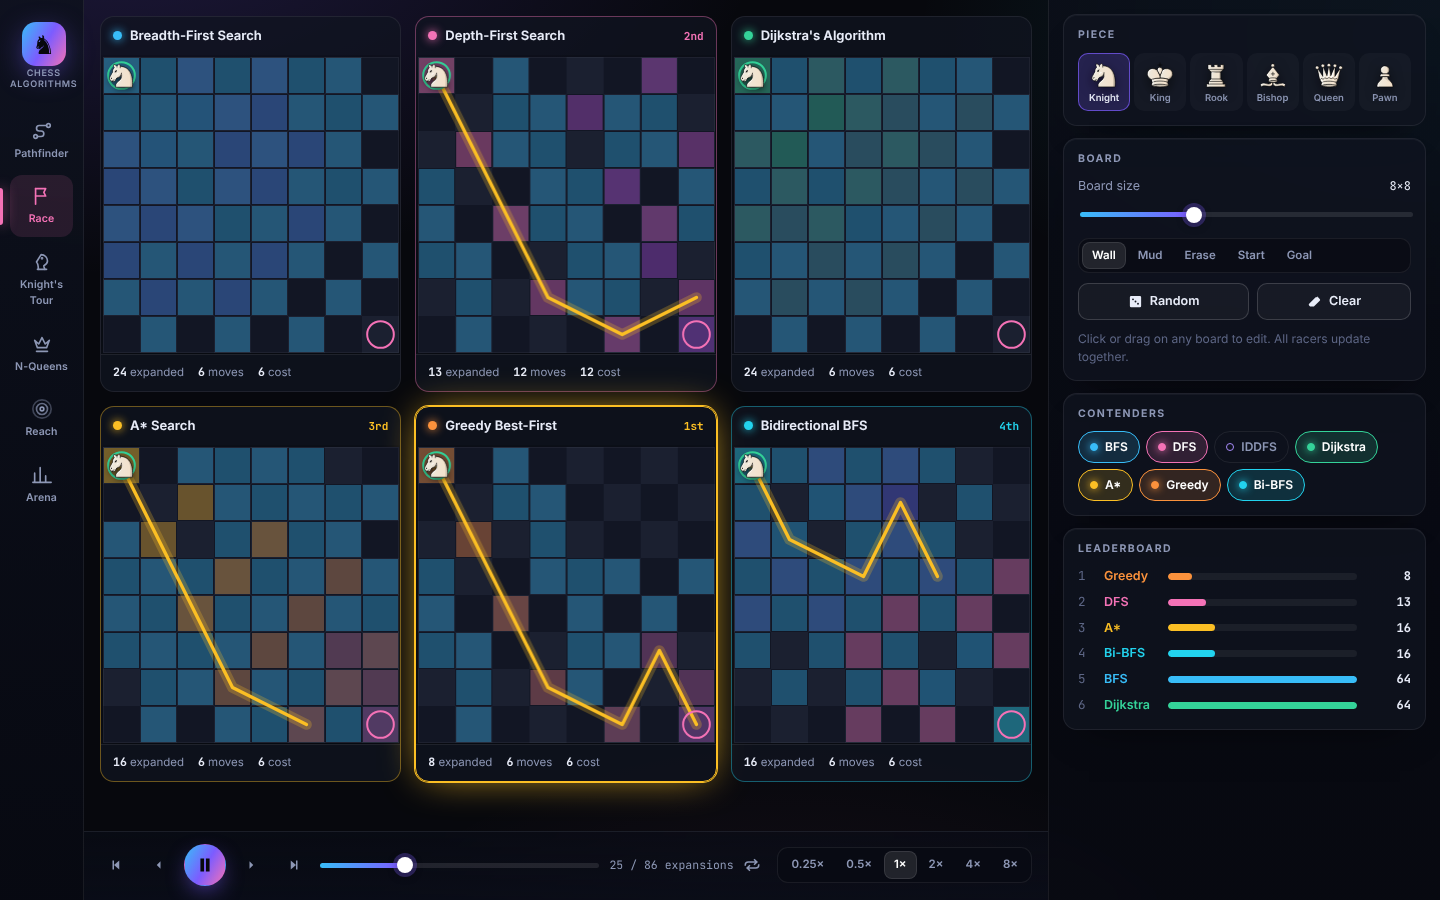 CHESS
ALGORITHMS
Pathfinder
Race
Knight's
Tour
N-Queens
Reach
Arena
Breadth-First Search
24 expanded 6 moves 6 cost
Depth-First Search 2nd
13 expanded 12 moves 12 cost
Dijkstra's Algorithm
24 expanded 6 moves 6 cost
A* Search 3rd
16 expanded 6 moves 6 cost
Greedy Best-First 1st
8 expanded 6 moves 6 cost
Bidirectional BFS 4th
16 expanded 6 moves 6 cost
25 / 86 expansions
0.25× 0.5× 1× 2× 4× 8×
PIECE
Knight King Rook Bishop Queen Pawn
BOARD
Board size 8×8
Wall Mud Erase Start Goal
Random Clear
Click or drag on any board to edit. All racers update
together.
CONTENDERS
BFS DFS IDDFS Dijkstra
A* Greedy Bi-BFS
LEADERBOARD
1 Greedy 8
2 DFS 13
3 A* 16
4 Bi-BFS 16
5 BFS 64
6 Dijkstra 64